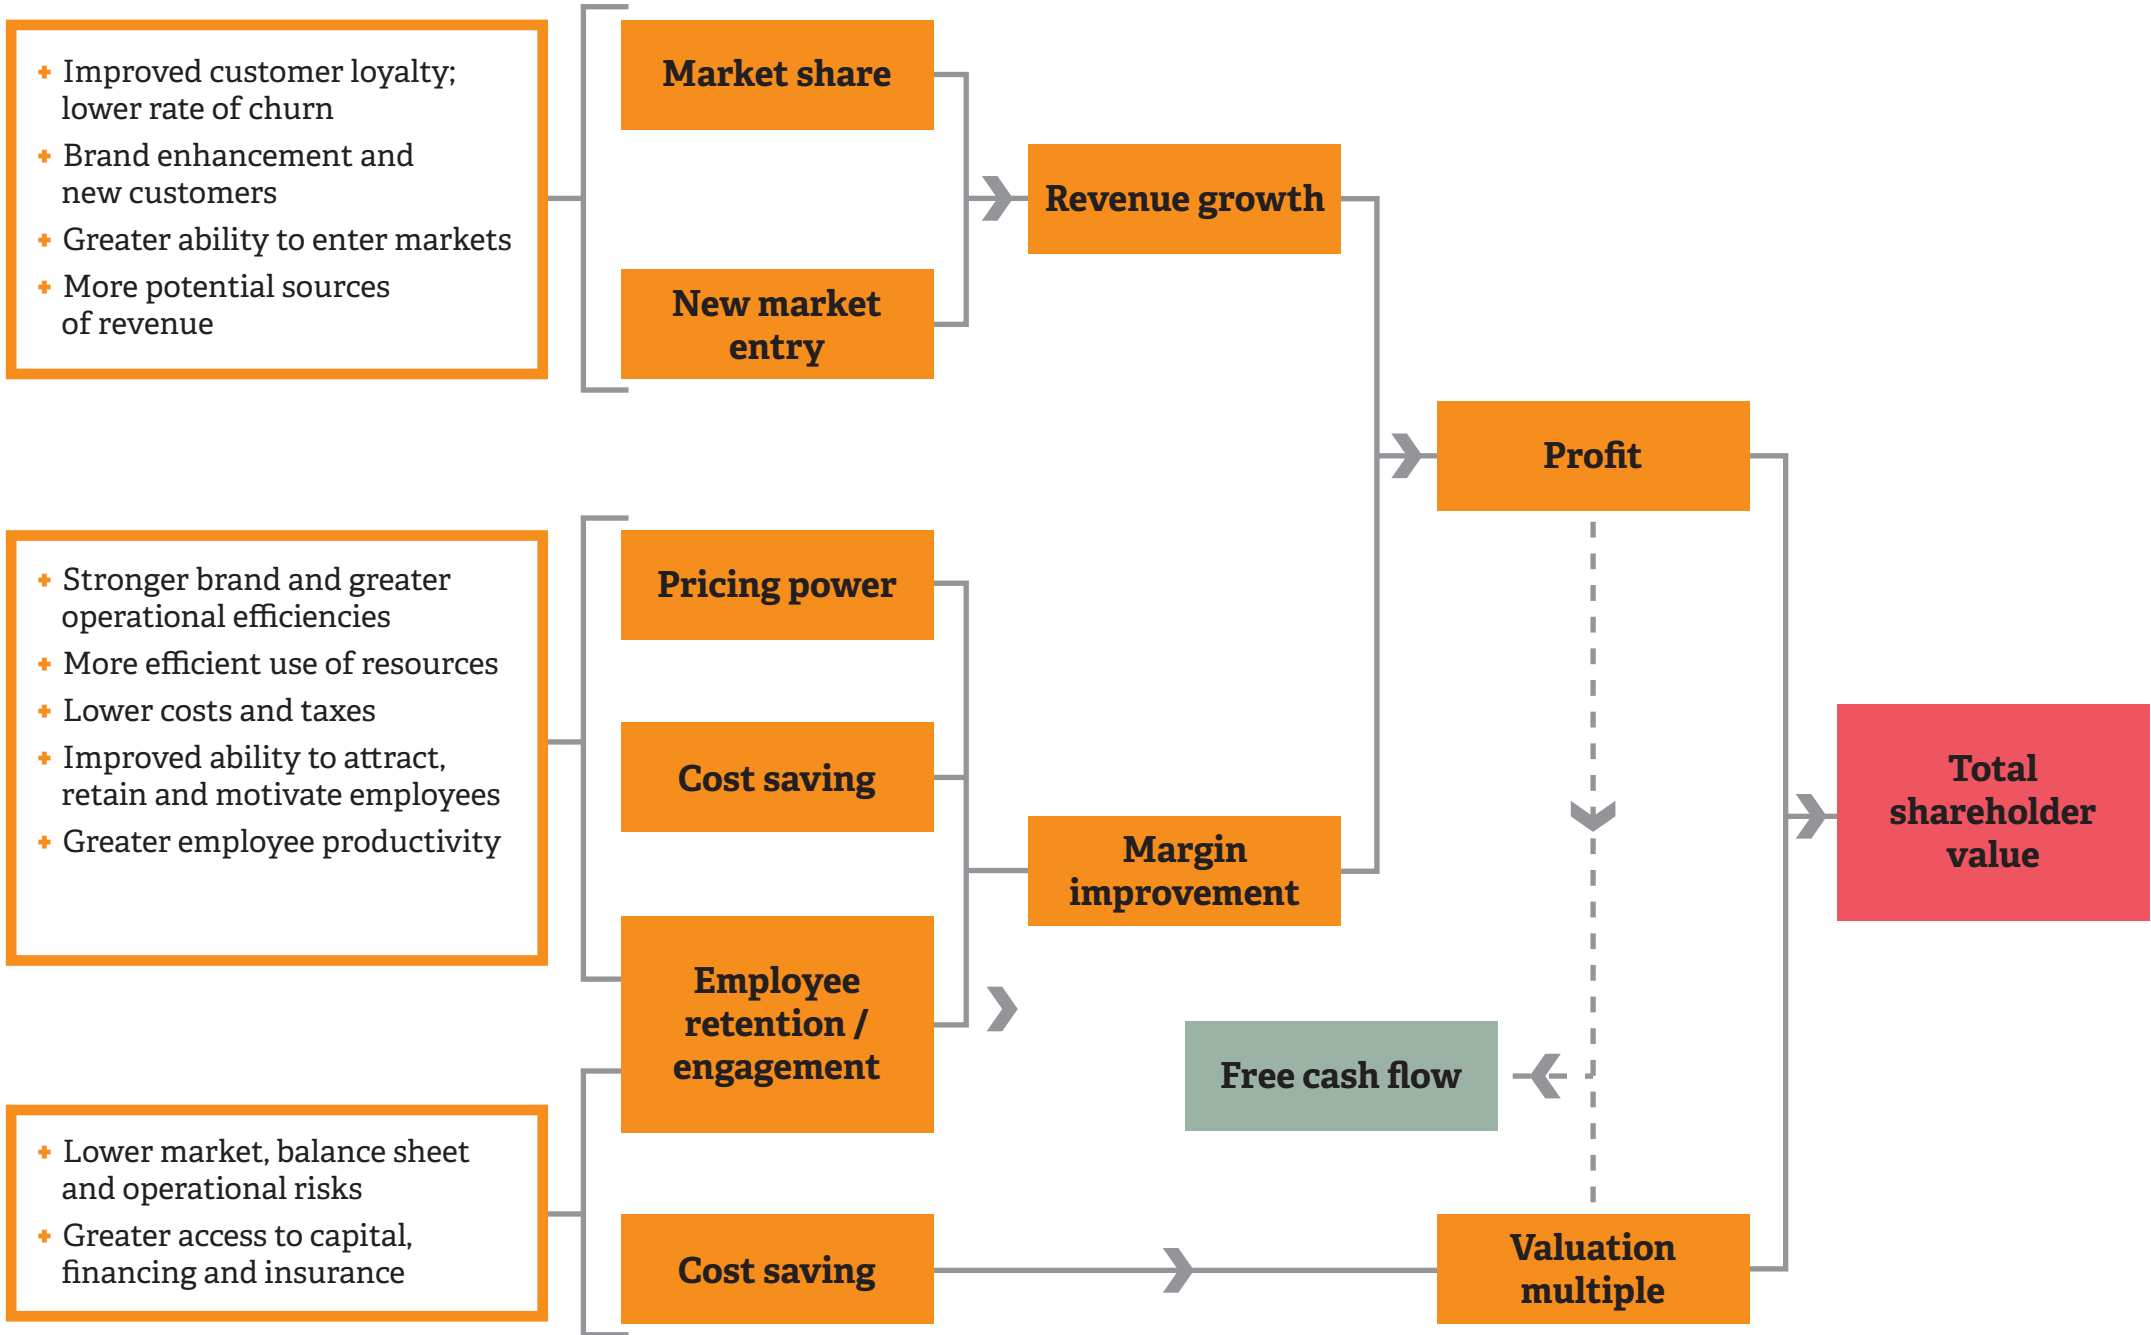 + Improved customer loyalty;
lower rate of churn
+ Brand enhancement and
new customers
+ Greater ability to enter markets
+ More potential sources
of revenue
Market share
New market
entry
Revenue growth
Profit
+ Stronger brand and greater
operational efficiencies
+ More efficient use of resources
+ Lower costs and taxes
+ Improved ability to attract,
retain and motivate employees
+ Greater employee productivity
Pricing power
Cost saving
Employee
retention /
engagement
Margin
improvement
Total
shareholder
value
Free cash flow
+ Lower market, balance sheet
and operational risks
+ Greater access to capital,
financing and insurance
Cost saving
Valuation
multiple